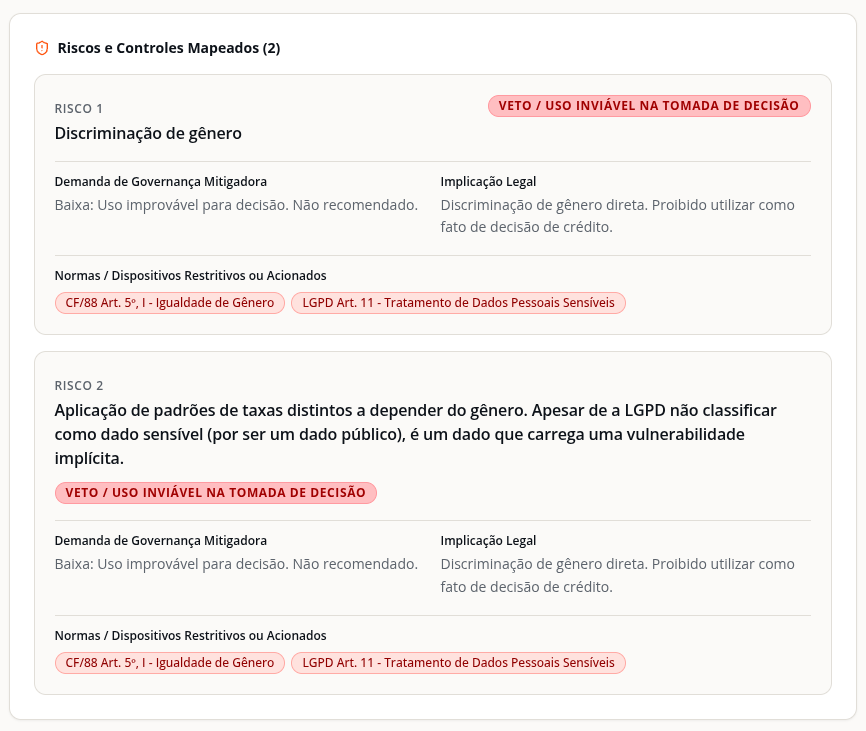 Riscos e Controles Mapeados (2)
RISCO 1
VETO / USO INVIÁVEL NA TOMADA DE DECISÃO
Discriminação de gênero
Demanda de Governança Mitigadora
Baixa: Uso improvável para decisão. Não recomendado.
Implicação Legal
Discriminação de gênero direta. Proibido utilizar como
fato de decisão de crédito.
Normas / Dispositivos Restritivos ou Acionados
CF/88 Art. 5º, I - Igualdade de Gênero
LGPD Art. 11 - Tratamento de Dados Pessoais Sensíveis
RISCO 2
Aplicação de padrões de taxas distintos a depender do gênero. Apesar de a LGPD não classificar
como dado sensível (por ser um dado público), é um dado que carrega uma vulnerabilidade
implícita.
VETO / USO INVIÁVEL NA TOMADA DE DECISÃO
Demanda de Governança Mitigadora
Baixa: Uso improvável para decisão. Não recomendado.
Implicação Legal
Discriminação de gênero direta. Proibido utilizar como
fato de decisão de crédito.
Normas / Dispositivos Restritivos ou Acionados
CF/88 Art. 5º, I - Igualdade de Gênero
LGPD Art. 11 - Tratamento de Dados Pessoais Sensíveis